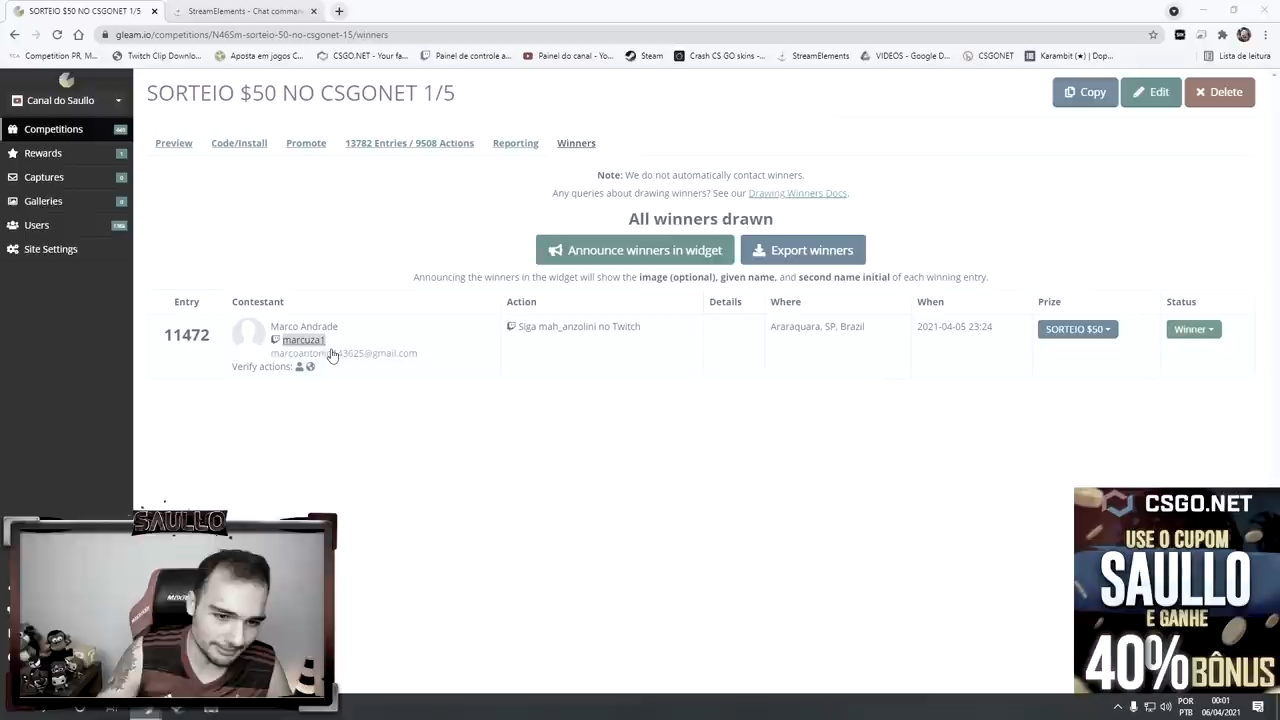 SORTEIO $50 NO CSGONET 1/5
StreamElements - Chat comman
gleam.io/competitions/N46Sm-sorteio-50-no-csgonet-15/winners
Competition PR, M...
Twitch Clip Downlo...
Aposta em jogos C...
CSGO.NET - Your fa...
Painel de controle a...
Painel do canal - Yo...
Steam
Crash CS GO skins -...
StreamElements
VIDEOS - Google D...
CSGONET
Karambit (★) | Dop...
Lista de leitura
Canal do Saullo
SORTEIO $50 NO CSGONET 1/5
Copy
Edit
Delete
Competitions
Rewards 1
Captures 0
Galleries 0
Users
Site Settings
Preview
Code/Install
Promote
13782 Entries / 9508 Actions
Reporting
Winners
Note: We do not automatically contact winners.
Any queries about drawing winners? See our Drawing Winners Docs.
All winners drawn
Announce winners in widget
Export winners
Announcing the winners in the widget will show the image (optional), given name, and second name initial of each winning entry.
Entry Contestant Action Details Where When Prize Status
11472
Marco Andrade
marcuza1
Verify actions:
Siga mah_anzolini no Twitch
Araraquara, SP, Brazil
2021-04-05 23:24
SORTEIO $50
Winner
SAULLO
CSGO.NET
USE O CUPOM
SAULLO
E GANHE
40% BÔNUS
POR
PTB
00:01
06/04/2021